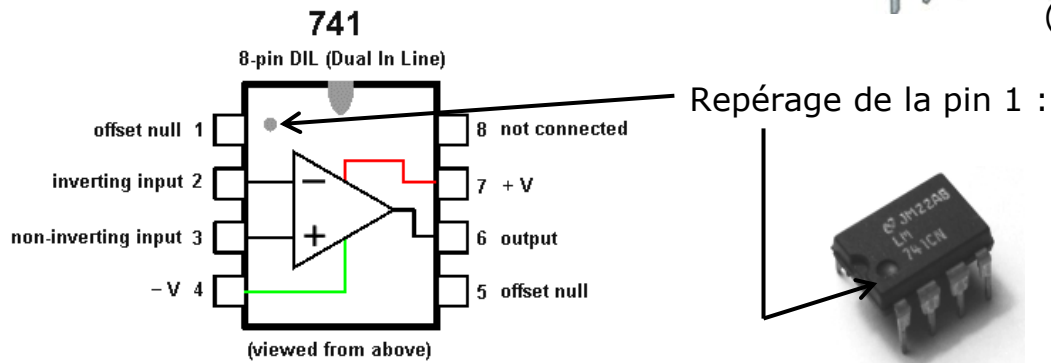 741
8-pin DIL (Dual In Line)
Repérage de la pin 1 :
offset null 1
8 not connected
inverting input 2
−
7 + V
non-inverting input 3
+
6 output
− V 4
5 offset null
(viewed from above)
JM22AB
LM
741CN